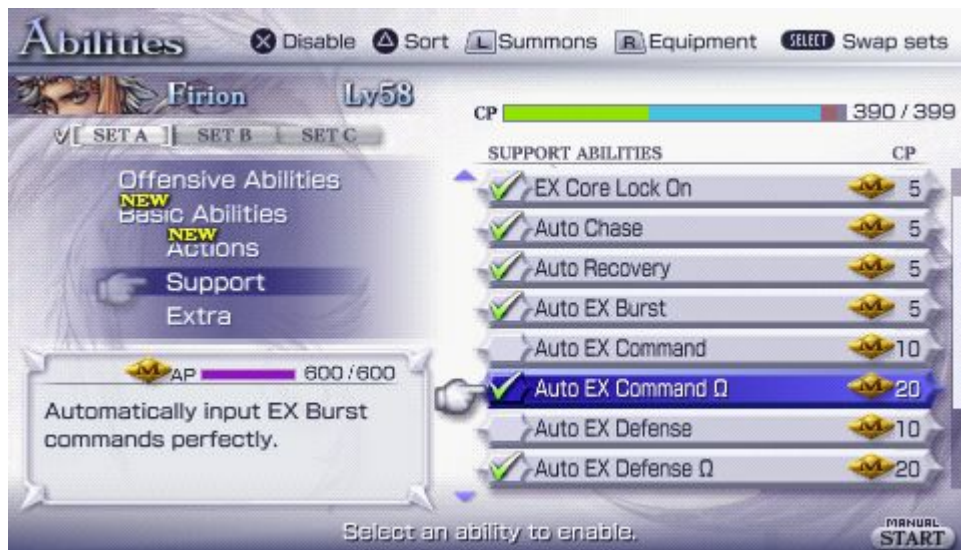 Abilities
Disable Sort L Summons R Equipment SELECT Swap sets
Firion Lv58
CP 390 / 399
SET A SET B SET C
SUPPORT ABILITIES CP
Offensive Abilities
NEW
Basic Abilities
NEW
Actions
Support
Extra
EX Core Lock On M 5
Auto Chase M 5
Auto Recovery M 5
Auto EX Burst M 5
Auto EX Command M 10
Auto EX Command Ω M 20
Auto EX Defense M 10
Auto EX Defense Ω M 20
M AP 600 / 600
Automatically input EX Burst
commands perfectly.
Select an ability to enable.
MANUAL
START